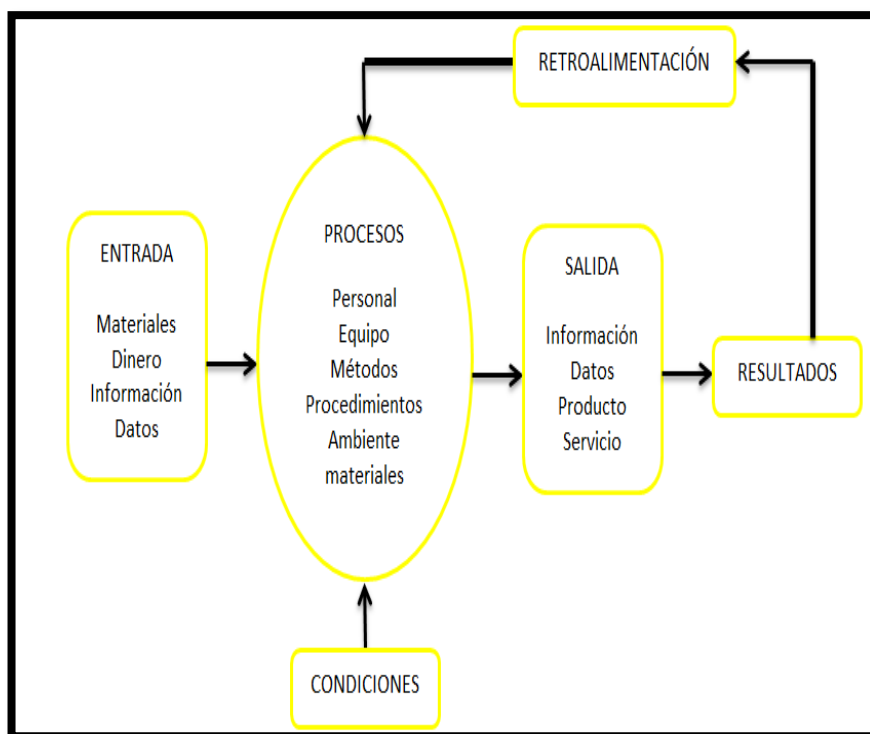 RETROALIMENTACIÓN
ENTRADA
Materiales
Dinero
Información
Datos
PROCESOS
Personal
Equipo
Métodos
Procedimientos
Ambiente
materiales
SALIDA
Información
Datos
Producto
Servicio
RESULTADOS
CONDICIONES